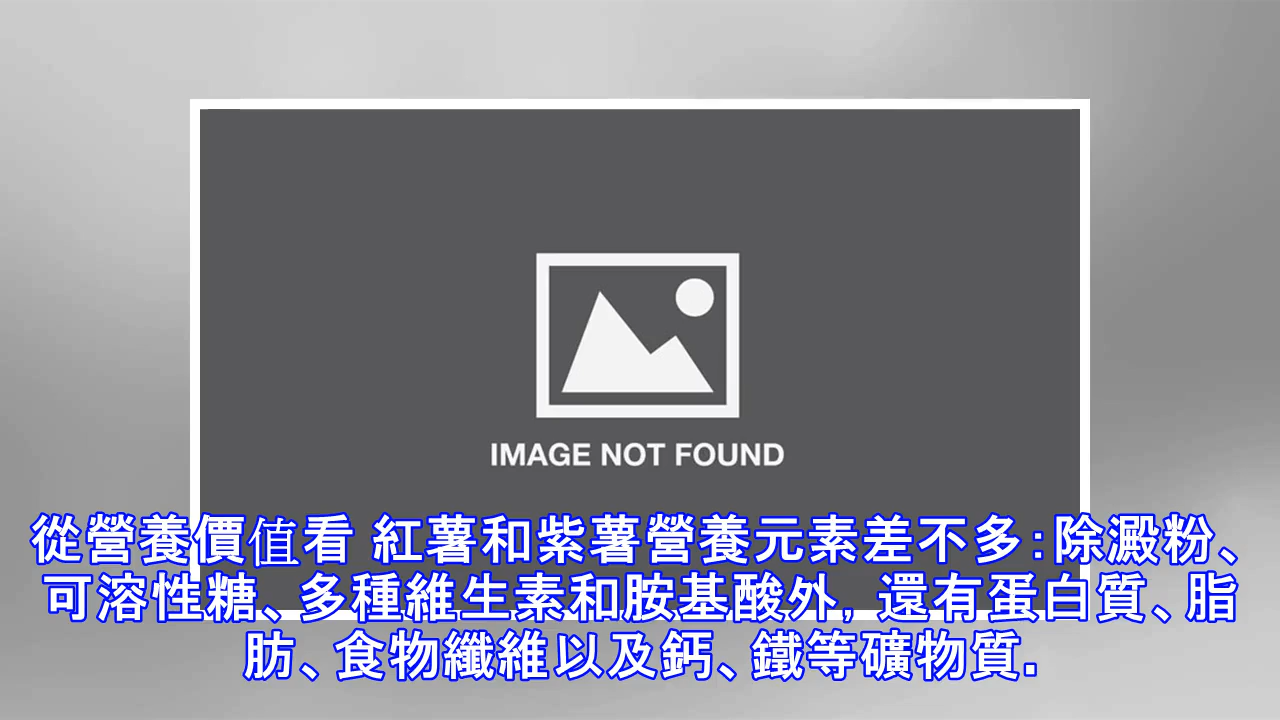 IMAGE NOT FOUND
從營養價值看 紅薯和紫薯營養元素差不多:除澱粉、
可溶性糖、多種維生素和胺基酸外, 還有蛋白質、脂
肪、食物纖維以及鈣、鐵等礦物質.